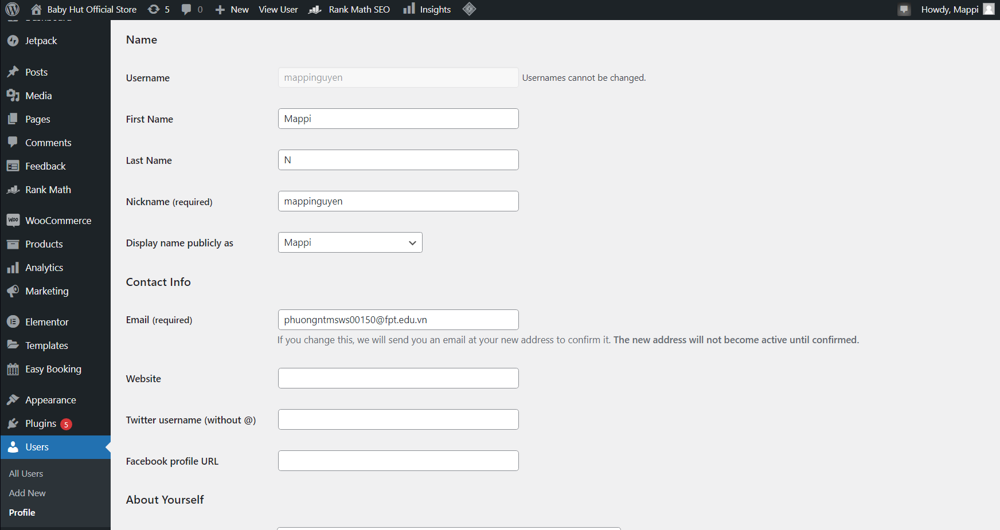 Baby Hut Official Store 5 0 New View User Rank Math SEO Insights Howdy, Mappi
Dashboard
Jetpack
Posts
Media
Pages
Comments
Feedback
Rank Math
Woo WooCommerce
Products
Analytics
Marketing
Elementor
Templates
Easy Booking
Appearance
Plugins 5
Users
All Users
Add New
Profile
Name
Username mappinguyen Usernames cannot be changed.
First Name Mappi
Last Name N
Nickname (required) mappinguyen
Display name publicly as Mappi
Contact Info
Email (required) phuongntmsws00150@fpt.edu.vn
If you change this, we will send you an email at your new address to confirm it. The new address will not become active until confirmed.
Website
Twitter username (without @)
Facebook profile URL
About Yourself